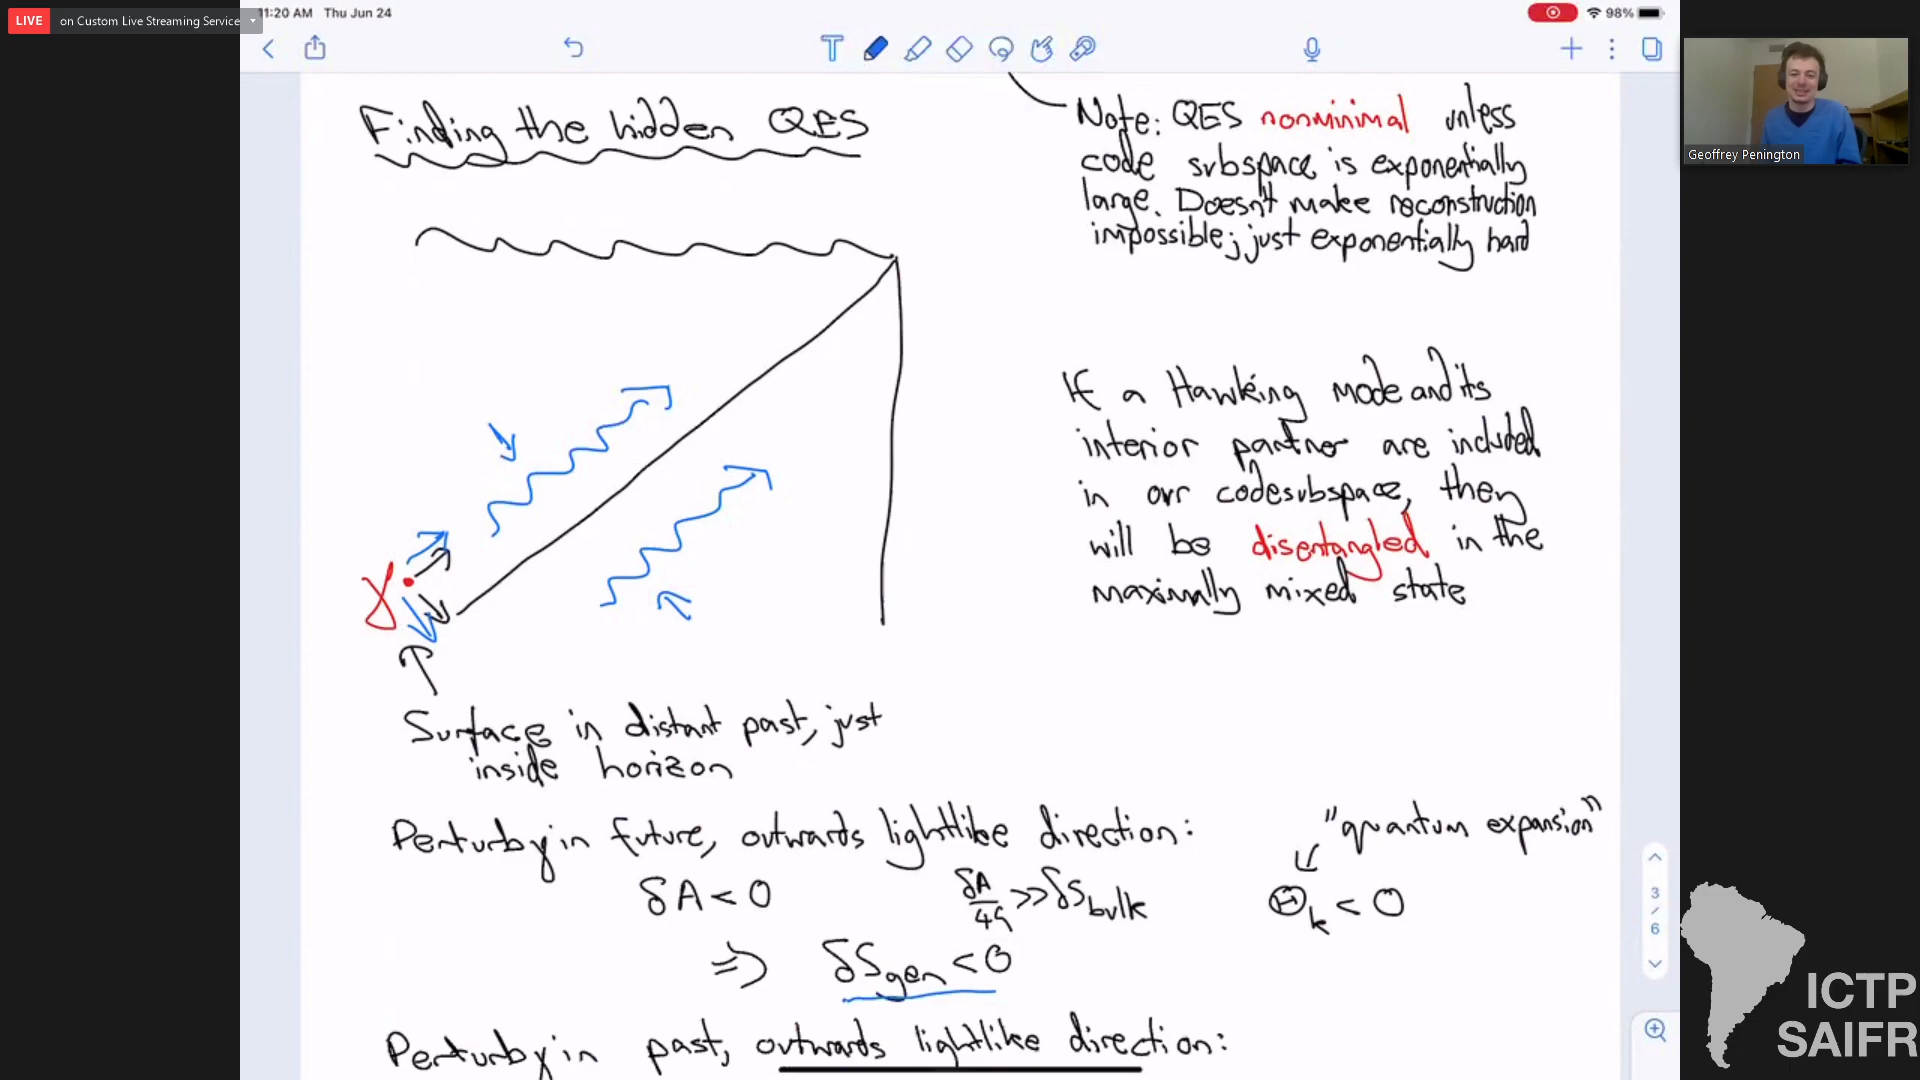 LIVE on Custom Live Streaming Service
11:20 AM Thu Jun 24
98%
Geoffrey Penington
Finding the hidden QES
Note: QES nonminimal unless
code subspace is exponentially
large. Doesn't make reconstruction
impossible; just exponentially hard
If a Hawking mode and its
interior partner are included
in our codesubspace, they
will be disentangled in the
maximally mixed state
γ
Surface in distant past, just
inside horizon
Perturb γ in future, outwards lightlike direction:
"quantum expansion"
δA < 0
δA/4G >> δS_bulk
Θ_k < 0
⇒ δS_gen < 0
Perturb γ in past, outwards lightlike direction:
3 / 6
ICTP
SAIFR